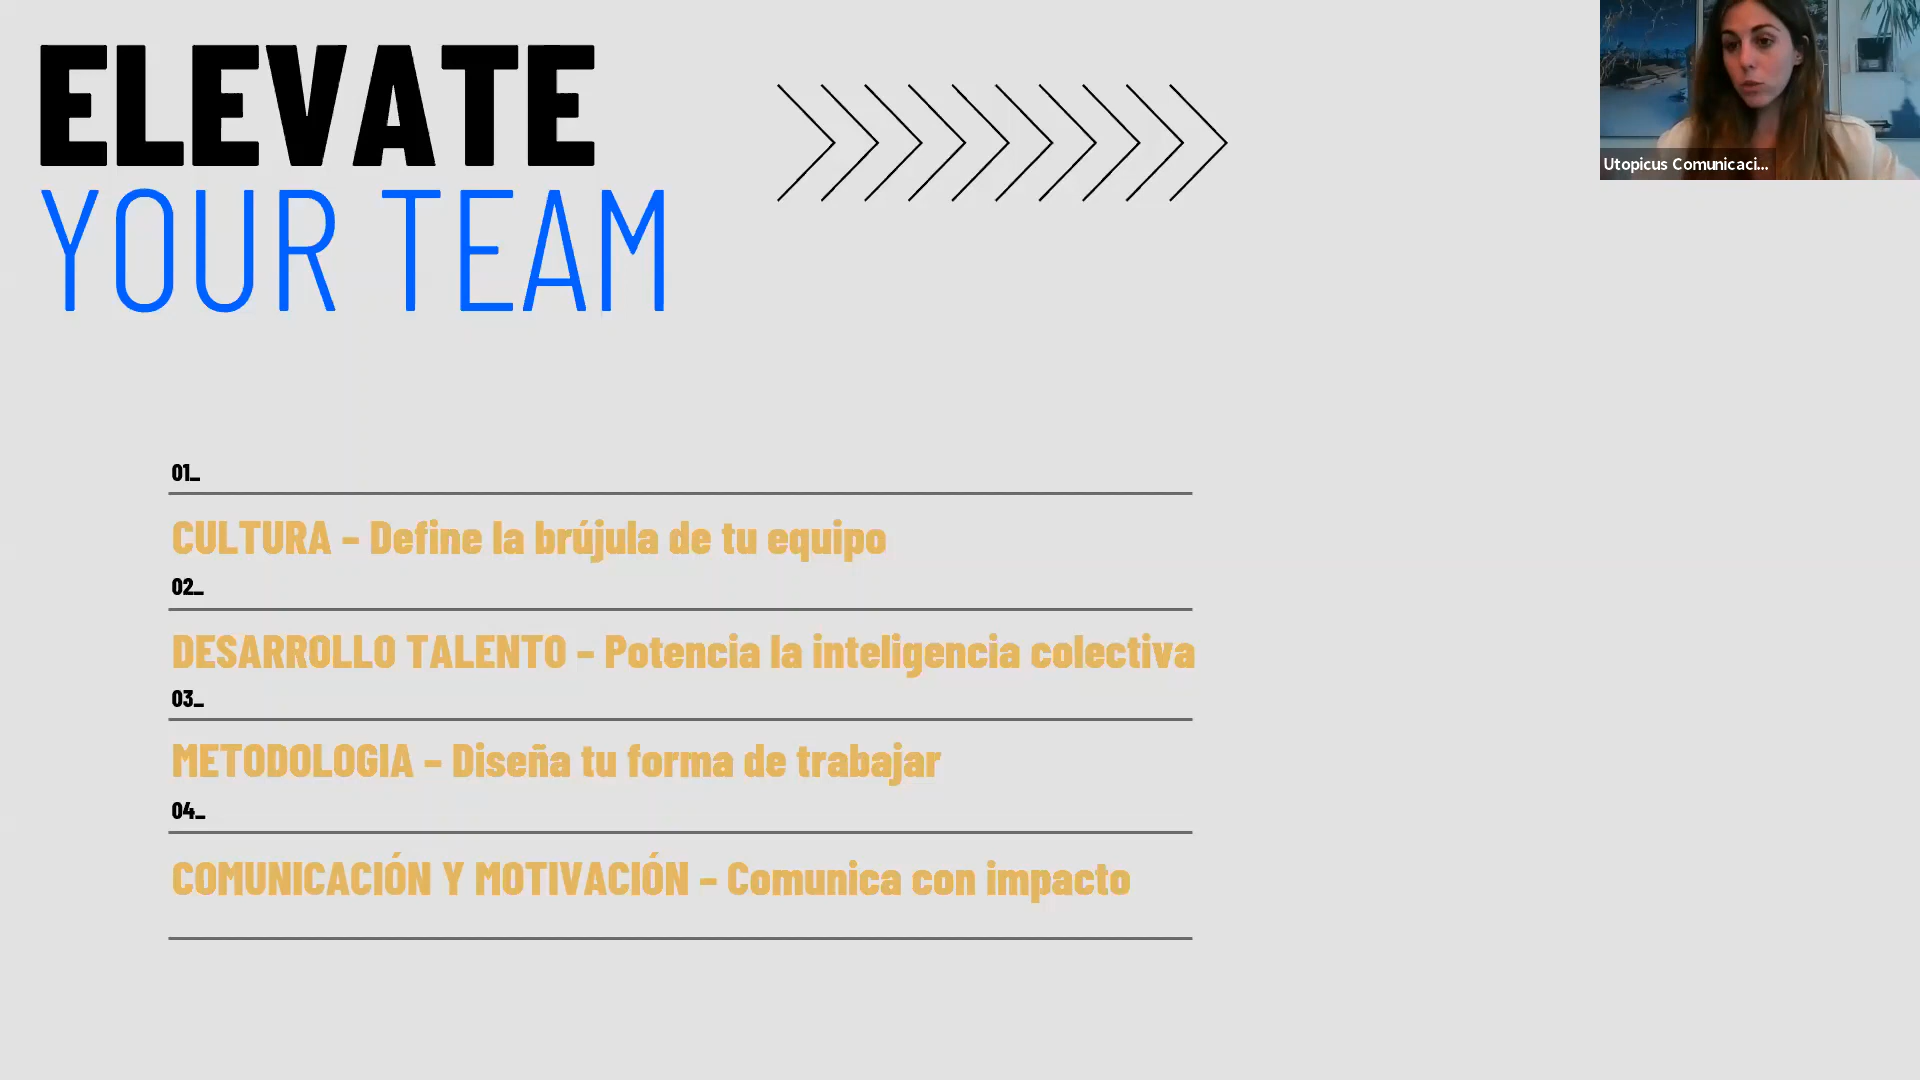 ELEVATE
YOUR TEAM
Utopicus Comunicaci...
01_
CULTURA – Define la brújula de tu equipo
02_
DESARROLLO TALENTO – Potencia la inteligencia colectiva
03_
METODOLOGIA – Diseña tu forma de trabajar
04_
COMUNICACIÓN Y MOTIVACIÓN – Comunica con impacto